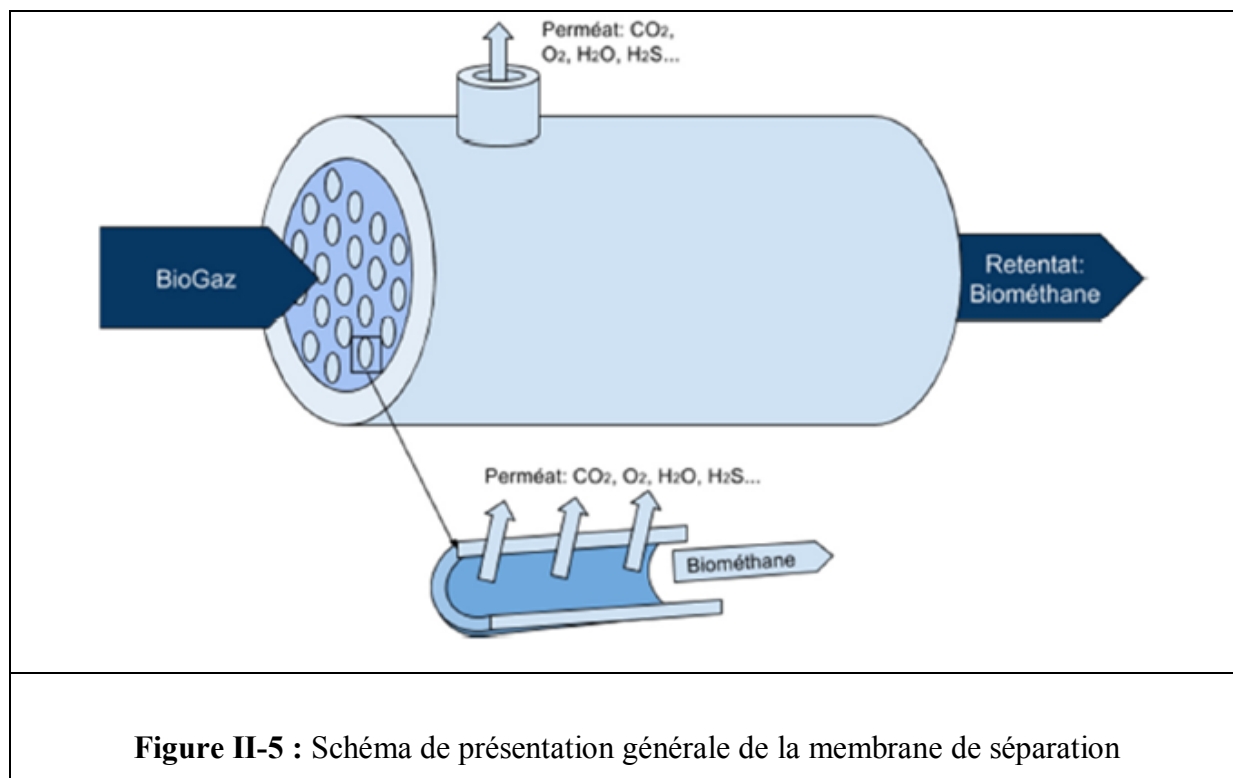 Perméat: CO2,
O2, H2O, H2S...
BioGaz
Retentat:
Biométhane
Perméat: CO2, O2, H2O, H2S...
Biométhane
Figure II-5 : Schéma de présentation générale de la membrane de séparation